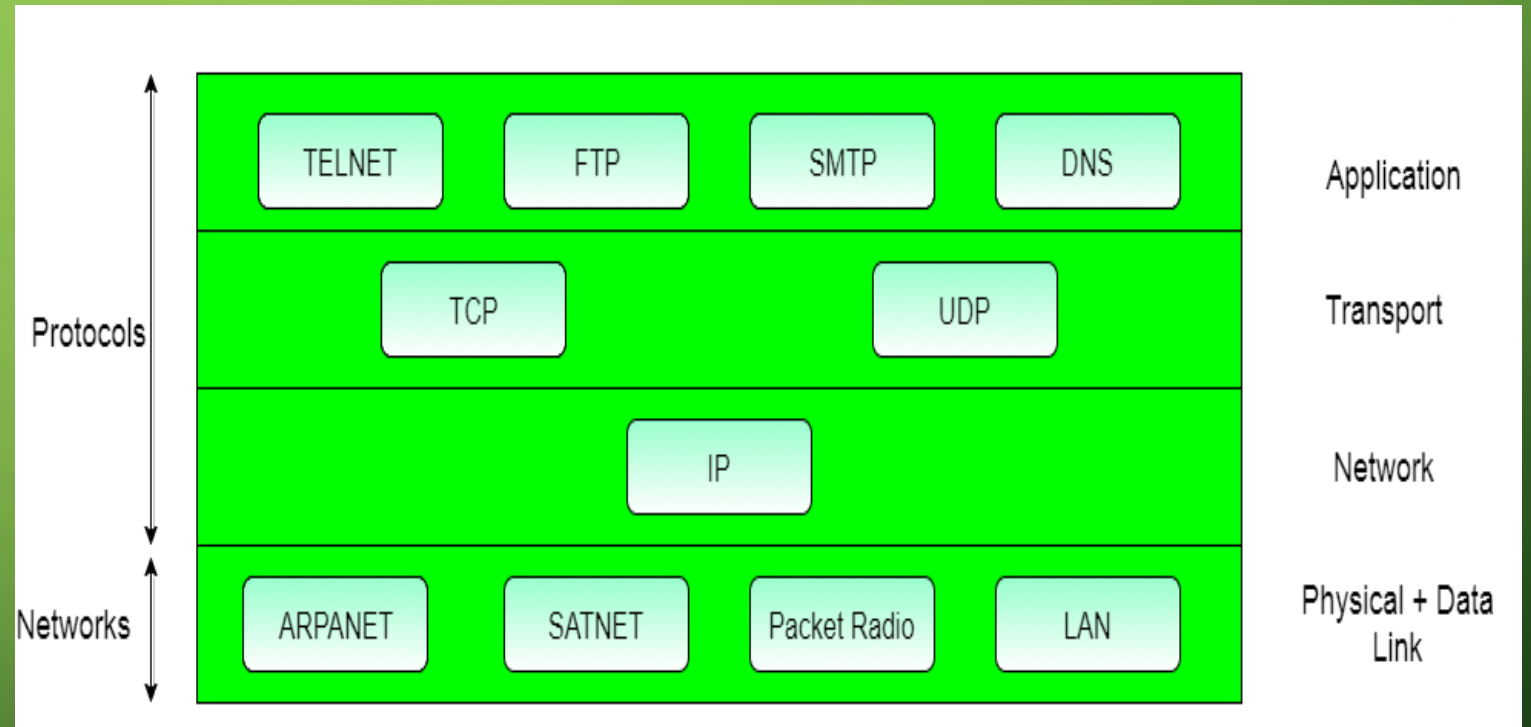 TELNET FTP SMTP DNS Application
TCP UDP Transport
Protocols
IP Network
ARPANET SATNET Packet Radio LAN Physical + Data
Link
Networks